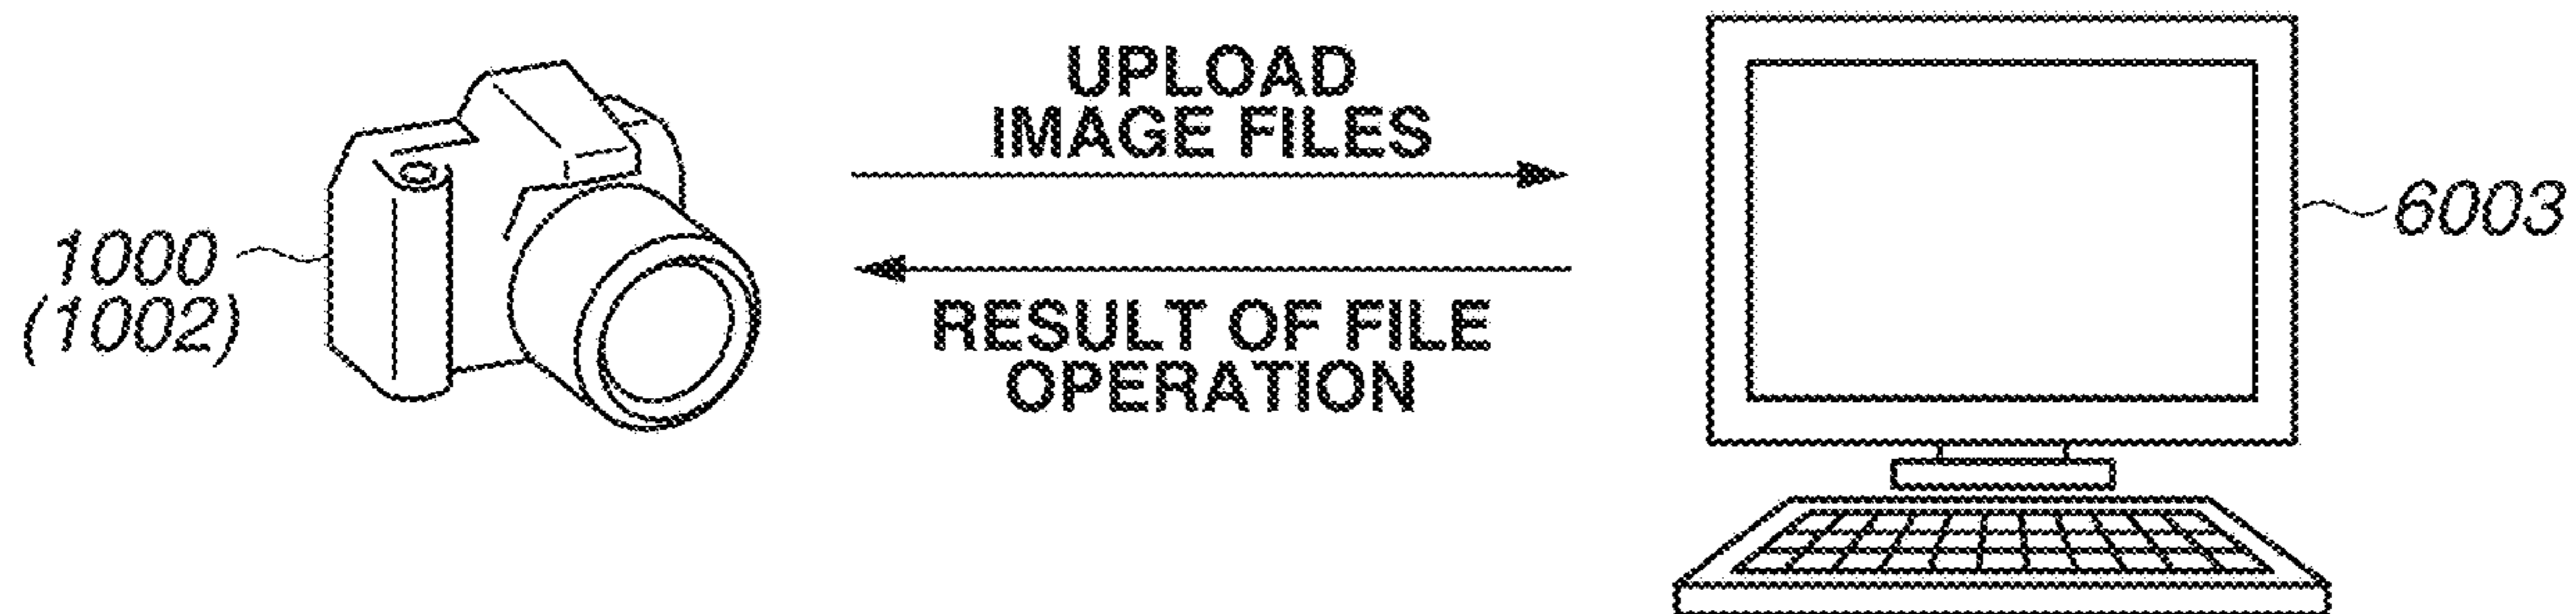 UPLOAD
IMAGE FILES
1000
(1002)
6003
RESULT OF FILE
OPERATION